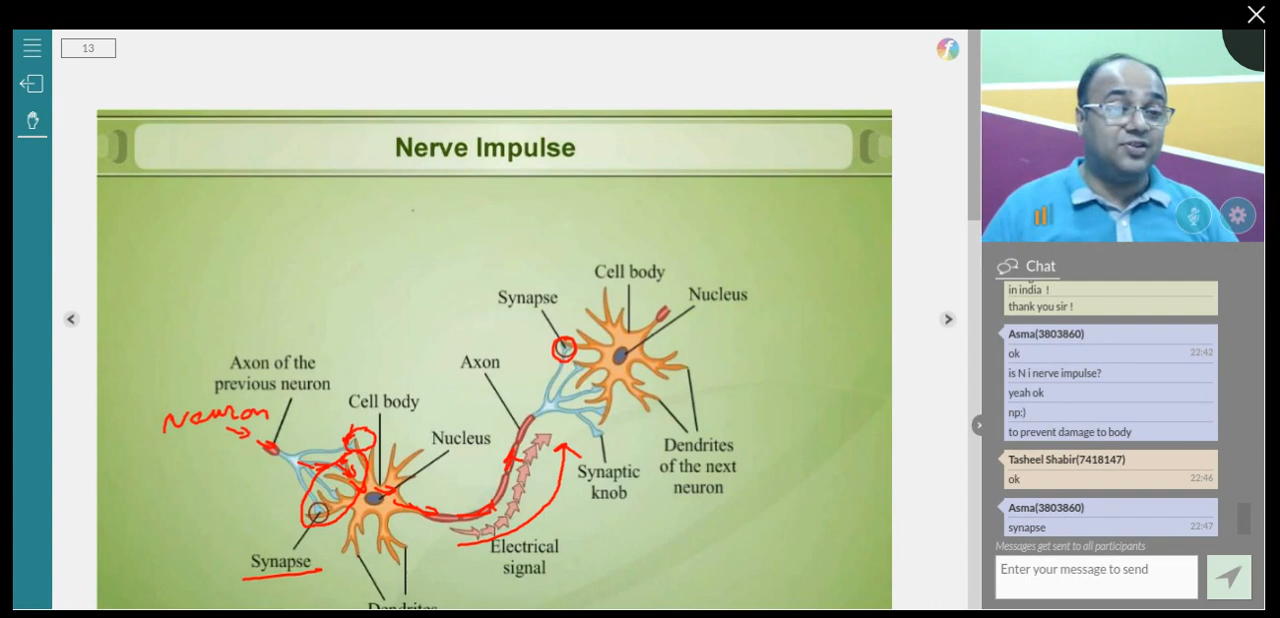 13
Nerve Impulse
Cell body
Synapse
Nucleus
Axon of the
previous neuron
Axon
Neuron
Cell body
Nucleus
Dendrites
of the next
neuron
Synaptic
knob
Synapse
Electrical
signal
Chat
in india !
thank you sir !
Asma(3803860)
ok 22:42
is N i nerve impulse?
yeah ok
np:)
to prevent damage to body
Tasheel Shabir(7418147)
ok 22:46
Asma(3803860)
synapse 22:47
Messages get sent to all participants
Enter your message to send